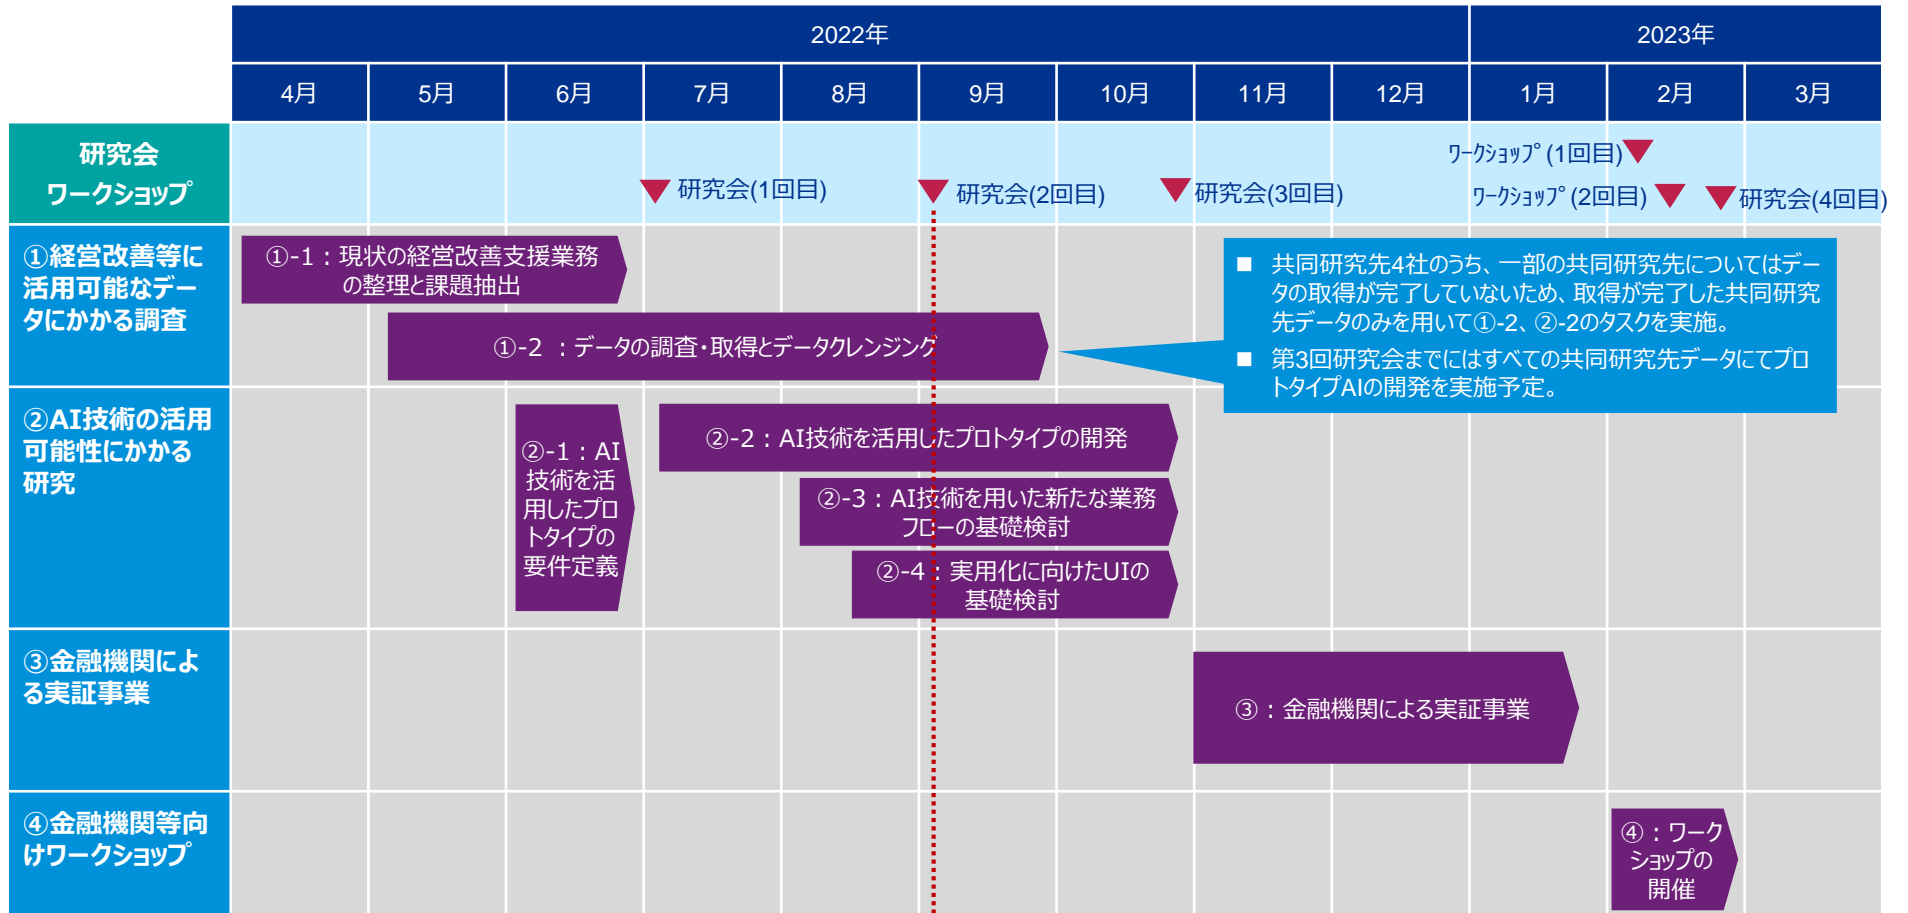 2022年
2023年
4月
5月
6月
7月
8月
9月
10月
11月
12月
1月
2月
3月
研究会
ワークショップ
研究会(1回目)
研究会(2回目)
研究会(3回目)
ﾜｰｸｼｮｯﾌﾟ(1回目)
ﾜｰｸｼｮｯﾌﾟ(2回目)
研究会(4回目)
①経営改善等に
活用可能なデー
タにかかる調査
①-1：現状の経営改善支援業務
の整理と課題抽出
①-2 ：データの調査・取得とデータクレンジング
■ 共同研究先4社のうち、一部の共同研究先についてはデー
タの取得が完了していないため、取得が完了した共同研究
先データのみを用いて①-2、②-2のタスクを実施。
■ 第3回研究会までにはすべての共同研究先データにてプロ
トタイプAIの開発を実施予定。
②AI技術の活用
可能性にかかる
研究
②-1：AI
技術を活
用したプロ
トタイプの
要件定義
②-2：AI技術を活用したプロトタイプの開発
②-3：AI技術を用いた新たな業務
フローの基礎検討
②-4：実用化に向けたUIの
基礎検討
③金融機関によ
る実証事業
③：金融機関による実証事業
④金融機関等向
けワークショップ
④：ワーク
ショップの
開催